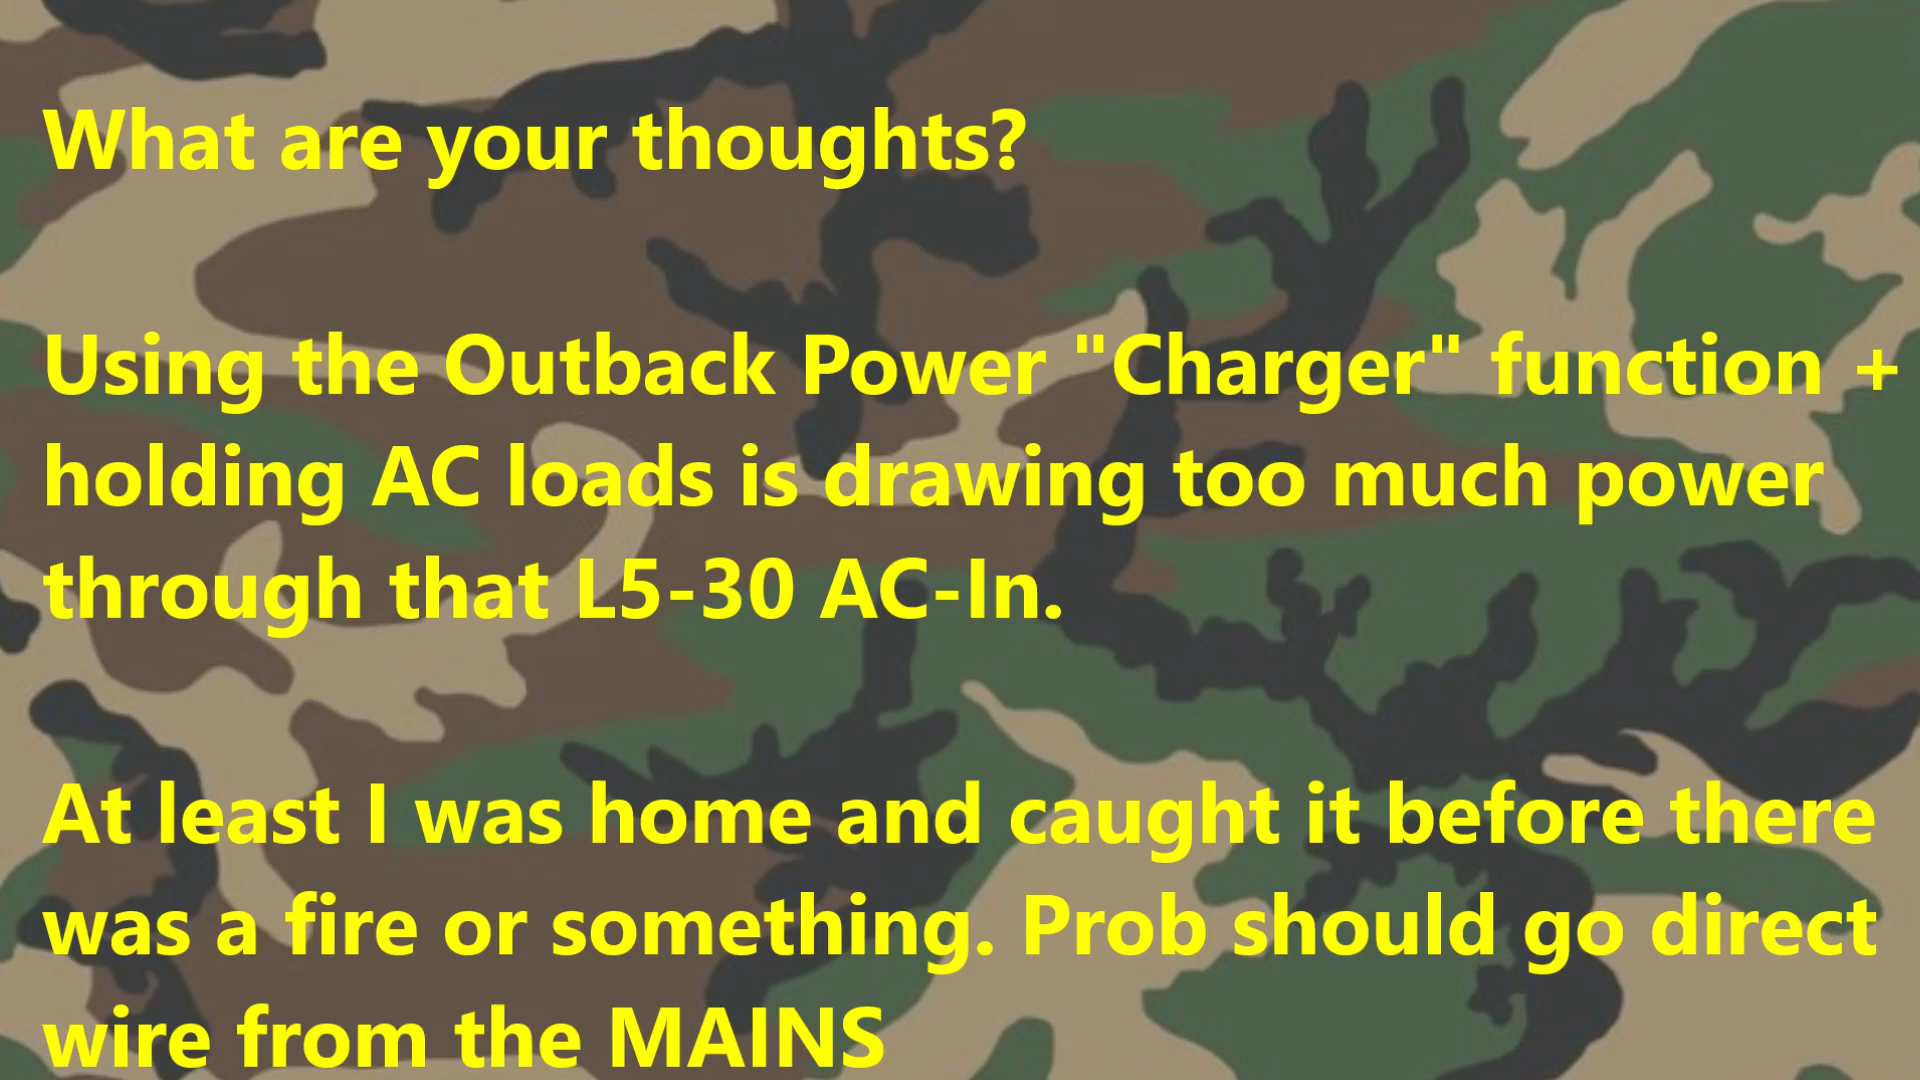 What are your thoughts?
Using the Outback Power "Charger" function +
holding AC loads is drawing too much power
through that L5-30 AC-In.
At least I was home and caught it before there
was a fire or something. Prob should go direct
wire from the MAINS